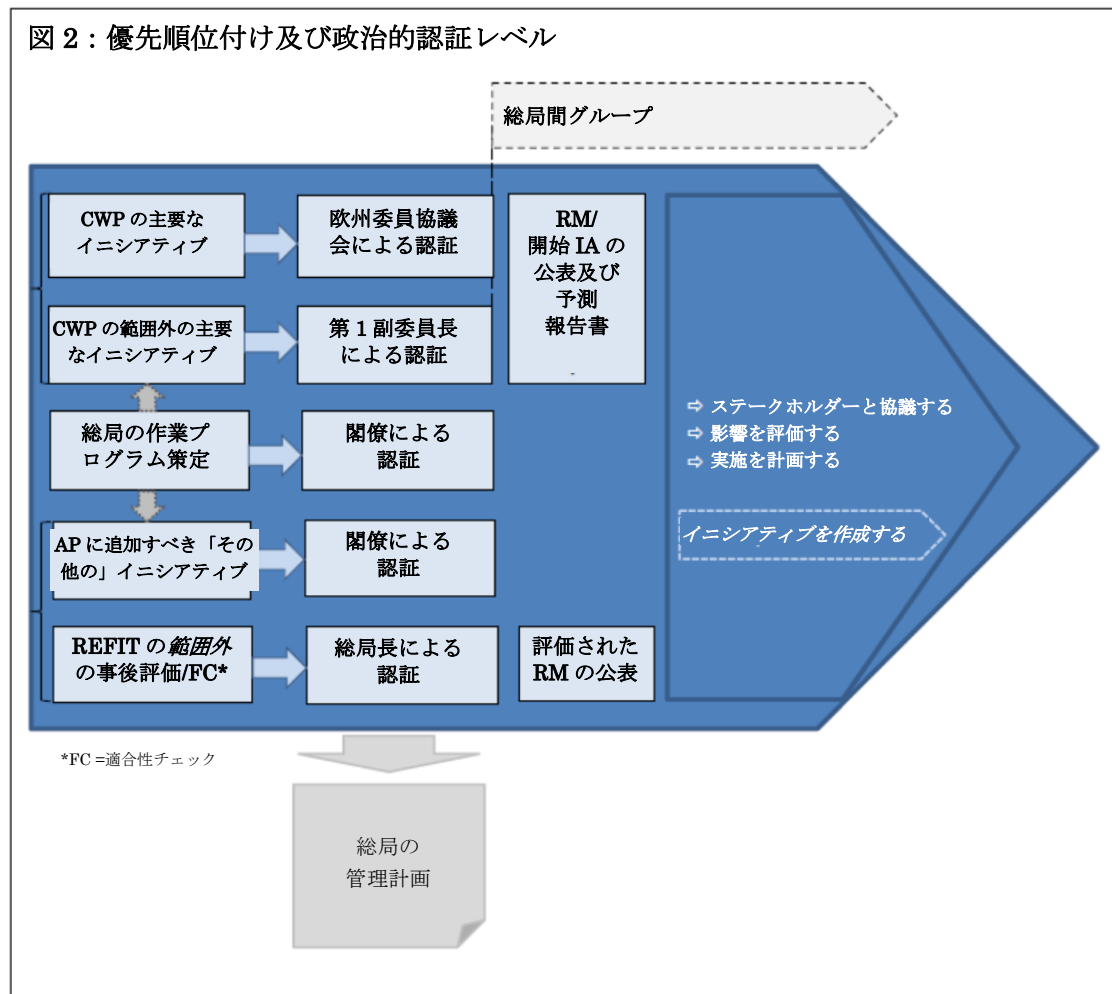 図 2：優先順位付け及び政治的認証レベル
総局間グループ
CWP の主要な
イニシアティブ
欧州委員協議
会による認証
RM/
開始 IA の
公表及び
予測
報告書
CWP の範囲外の主要
なイニシアティブ
第 1 副委員長
による認証
総局の作業プ
ログラム策定
閣僚による
認証
⇨ ステークホルダーと協議する
⇨ 影響を評価する
⇨ 実施を計画する
AP に追加すべき「その
他の」イニシアティブ
閣僚による
認証
イニシアティブを作成する
REFIT の範囲外
の事後評価/FC*
総局長による
認証
評価された
RM の公表
*FC =適合性チェック
総局の
管理計画